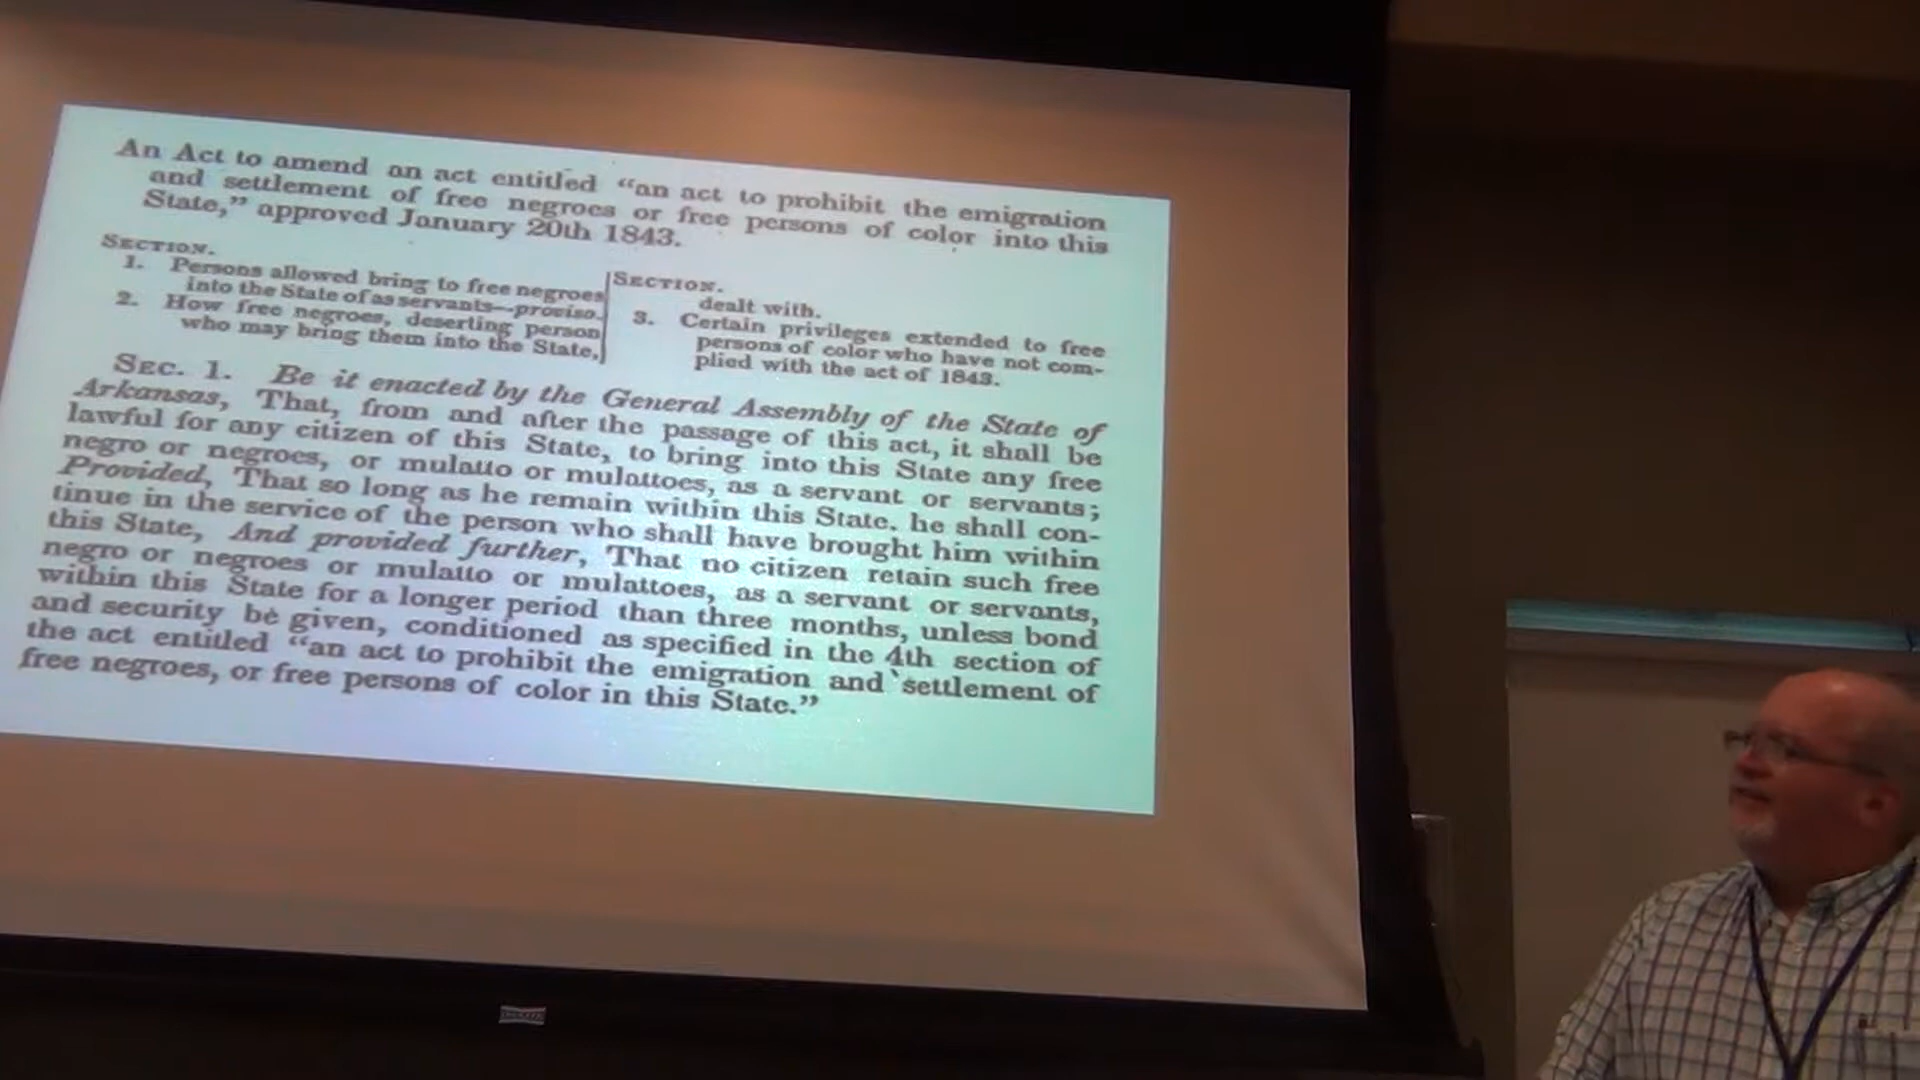 An Act to amend an act entitled “an act to prohibit the emigration
and settlement of free negroes or free persons of color into this
State,” approved January 20th 1843.
SECTION.
1. Persons allowed bring to free negroes
into the State of as servants—proviso.
2. How free negroes, deserting person
who may bring them into the State,
SECTION.
dealt with.
3. Certain privileges extended to free
persons of color who have not com-
plied with the act of 1843.
SEC. 1. Be it enacted by the General Assembly of the State of
Arkansas, That, from and after the passage of this act, it shall be
lawful for any citizen of this State, to bring into this State any free
negro or negroes, or mulatto or mulattoes, as a servant or servants;
Provided, That so long as he remain within this State. he shall con-
tinue in the service of the person who shall have brought him within
this State, And provided further, That no citizen retain such free
negro or negroes or mulatto or mulattoes, as a servant or servants,
within this State for a longer period than three months, unless bond
and security be given, conditioned as specified in the 4th section of
the act entitled “an act to prohibit the emigration and settlement of
free negroes, or free persons of color in this State.”